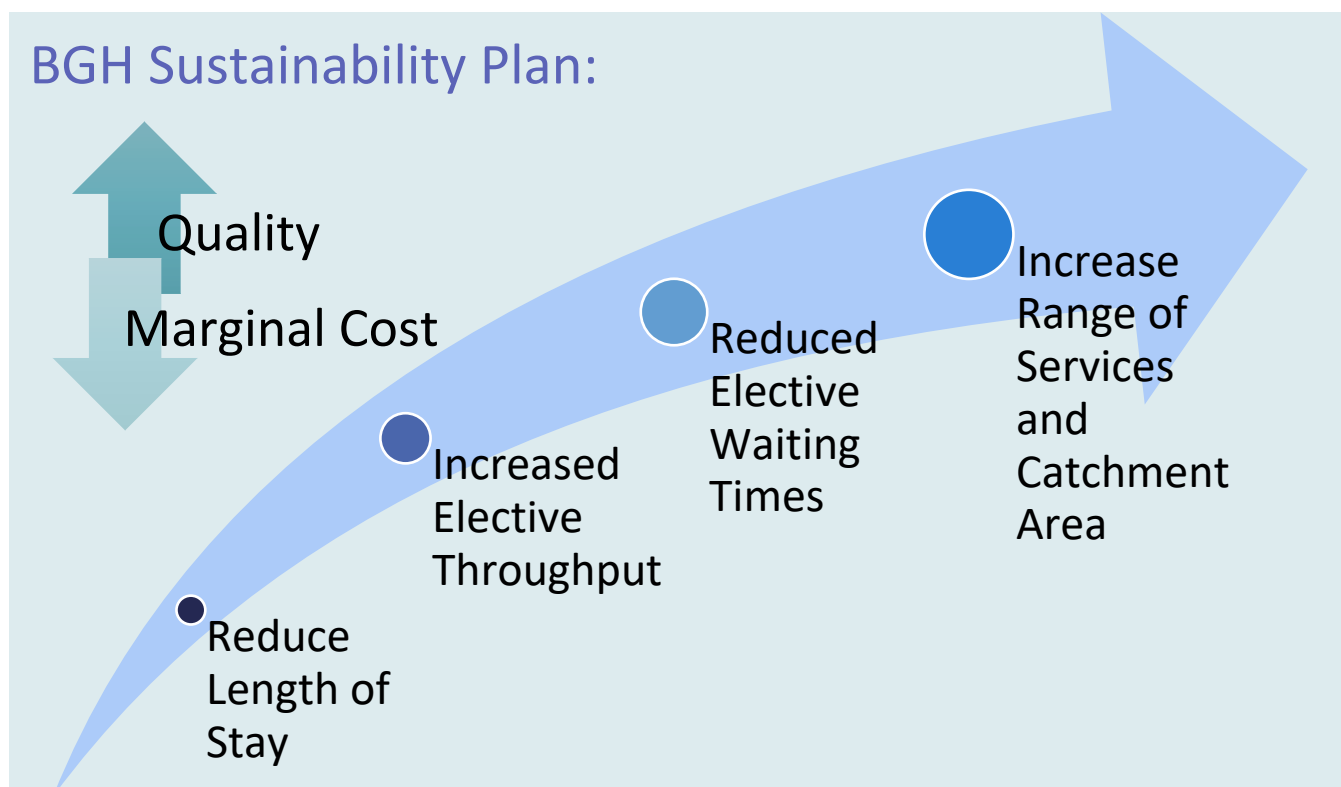 BGH Sustainability Plan:
Quality
Marginal Cost
Reduce
Length of
Stay
Increased
Elective
Throughput
Reduced
Elective
Waiting
Times
Increase
Range of
Services
and
Catchment
Area